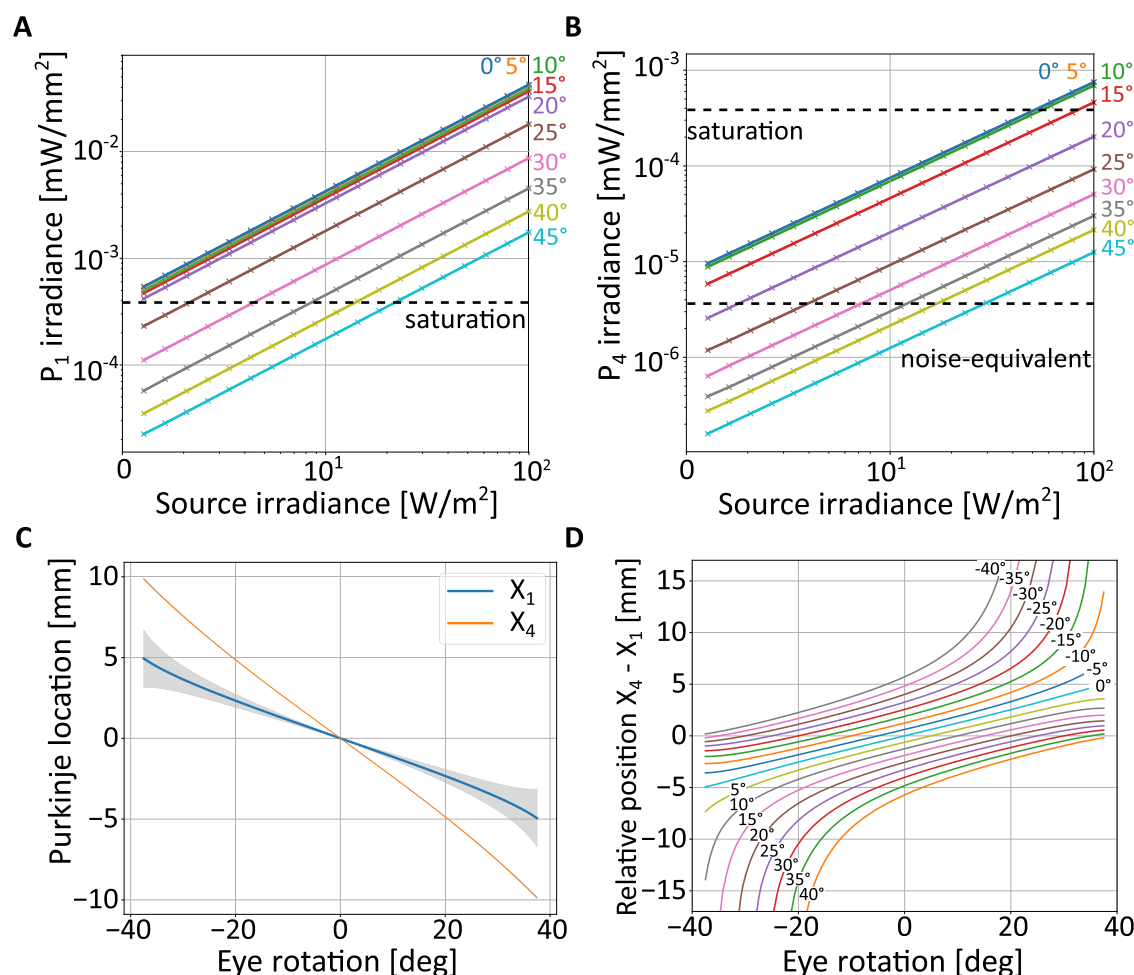 A
P1 irradiance [mW/mm²]
10⁻²
10⁻³
10⁻⁴
0° 5° 10°
15°
20°
25°
30°
35°
40°
45°
saturation
0 10¹ 10²
Source irradiance [W/m²]
B
P4 irradiance [mW/mm²]
10⁻³
10⁻⁴
10⁻⁵
10⁻⁶
0° 5° 10°
15°
20°
25°
30°
35°
40°
45°
saturation
noise-equivalent
0 10¹ 10²
Source irradiance [W/m²]
C
Purkinje location [mm]
10
5
0
−5
−10
X₁
X₄
−40 −20 0 20 40
Eye rotation [deg]
D
Relative position X₄ - X₁ [mm]
15
10
5
0
−5
−10
−15
-40°
-35°
-30°
-25°
-20°
-15°
-10°
-5°
0°
5°
10°
15°
20°
25°
30°
35°
40°
−40 −20 0 20 40
Eye rotation [deg]